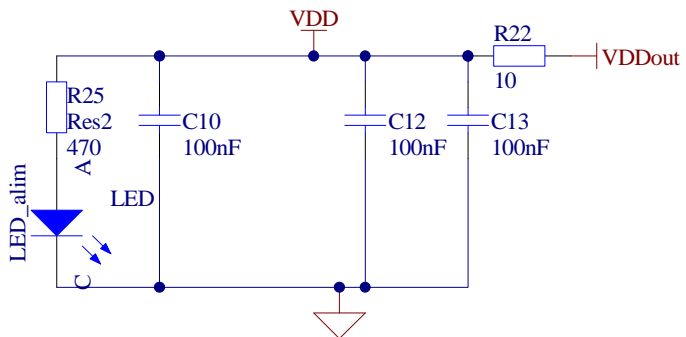 VDD
R22
VDDout
10
R25
Res2
470
A
C10
100nF
C12
100nF
C13
100nF
LED
LED_alim
C